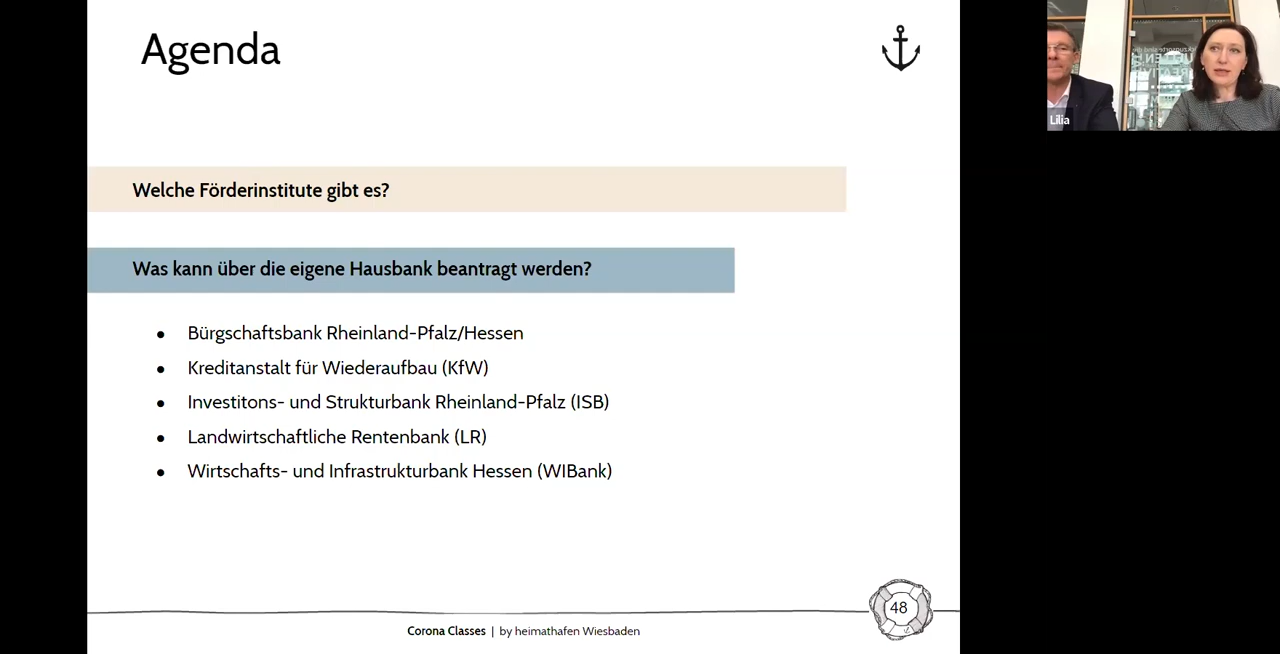 Agenda
Welche Förderinstitute gibt es?
Was kann über die eigene Hausbank beantragt werden?
● Bürgschaftsbank Rheinland-Pfalz/Hessen
● Kreditanstalt für Wiederaufbau (KfW)
● Investitons- und Strukturbank Rheinland-Pfalz (ISB)
● Landwirtschaftliche Rentenbank (LR)
● Wirtschafts- und Infrastrukturbank Hessen (WIBank)
48
Corona Classes | by heimathafen Wiesbaden
Lilia